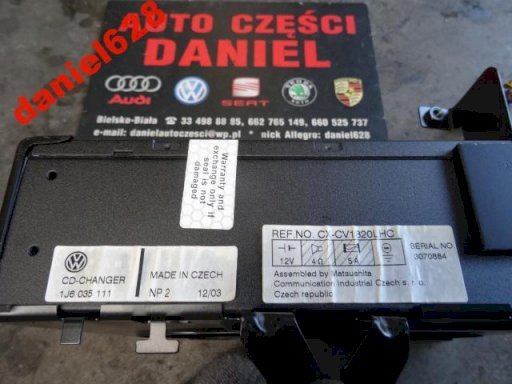 daniel628
AUTO CZĘŚCI
DANIEL
Audi
SEAT
SKODA
PORSCHE
Bielsko-Biała ☎ 33 498 88 85, 662 765 149, 660 525 737
e-mail: danielautoczesci@wp.pl nick Allegro: daniel628
Warranty and
exchange only if
seal is not
damaged
CD-CHANGER
1J6 035 111
MADE IN CZECH
NP 2 12/03
REF.NO. CX-CV1820LHC
12V 4Ω 5A
SERIAL NO.
3070884
Assembled by Matsushita
Communication Industrial Czech s. r. o.
Czech republic